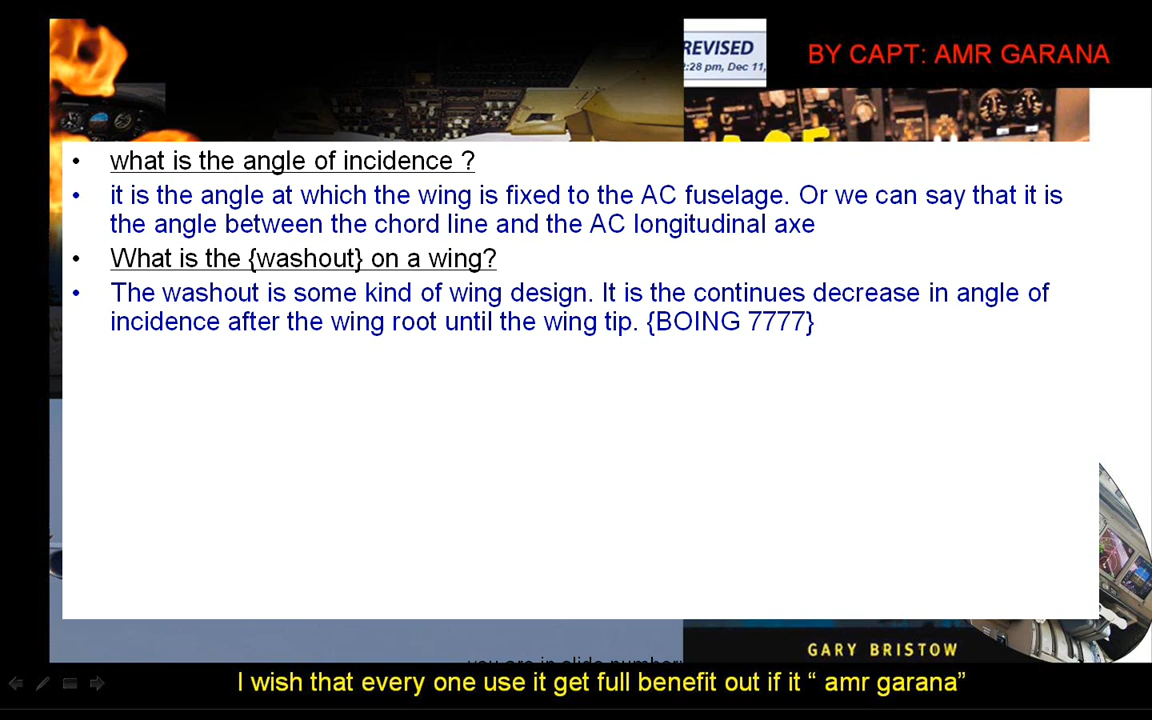 REVISED
:28 pm, Dec 11,
BY CAPT: AMR GARANA
• what is the angle of incidence ?
• it is the angle at which the wing is fixed to the AC fuselage. Or we can say that it is
the angle between the chord line and the AC longitudinal axe
• What is the {washout} on a wing?
• The washout is some kind of wing design. It is the continues decrease in angle of
incidence after the wing root until the wing tip. {BOING 7777}
GARY BRISTOW
you are in slide number:
I wish that every one use it get full benefit out if it “ amr garana”